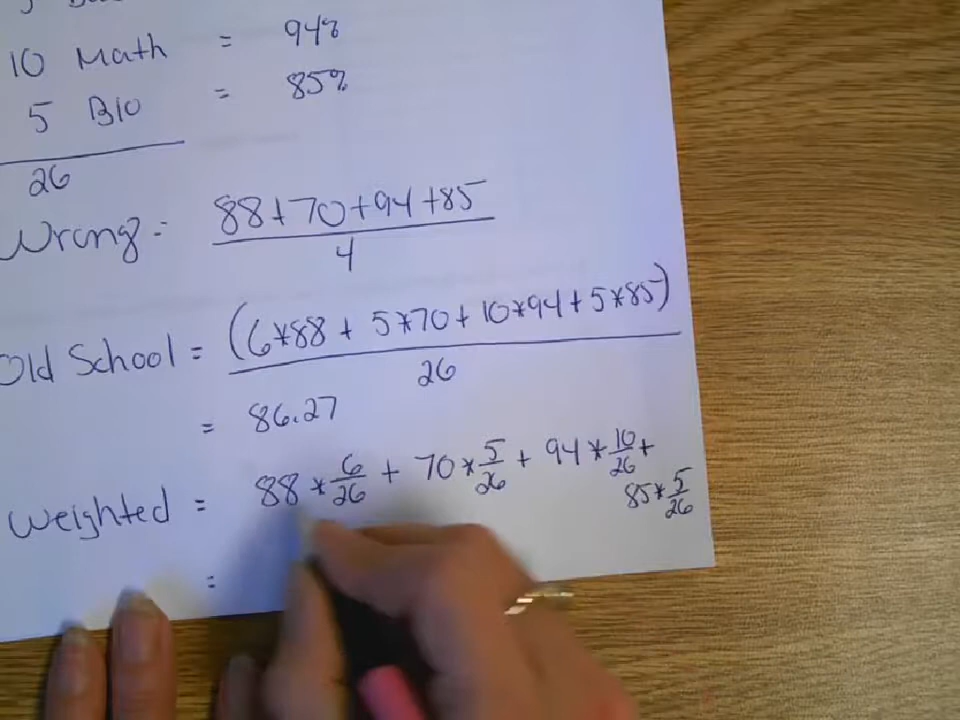 10 Math = 94%
5 BIO = 85%
26
Wrong = 88+70+94+85
4
Old School = (6*88 + 5*70 + 10*94 + 5*85)
26
= 86.27
Weighted = 88 * 6/26 + 70 * 5/26 + 94 * 10/26 +
85 * 5/26
=